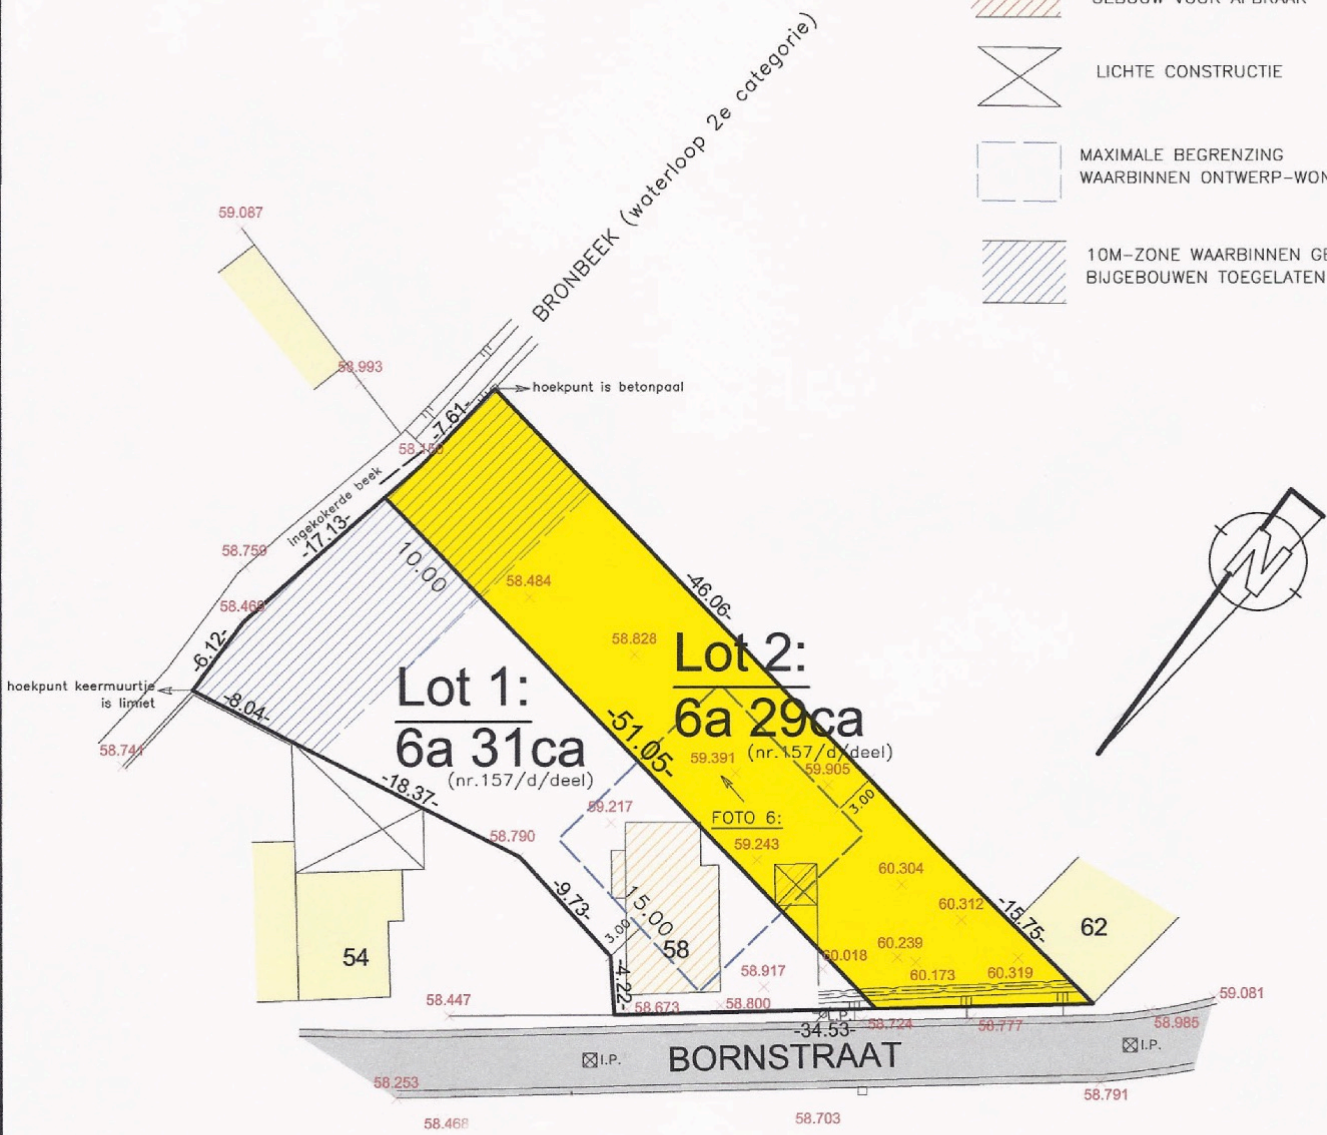 LICHTE CONSTRUCTIE
MAXIMALE BEGRENZING
WAARBINNEN ONTWERP-WON
10M-ZONE WAARBINNEN GE
BIJGEBOUWEN TOEGELATEN
BRONBEEK (waterloop 2e categorie)
59.087
58.993
hoekpunt is betonpaal
-7.61-
ingekokerde beek
-17.13-
58.759
58.469
10.00
58.484
-46.06-
N
-6.12-
hoekpunt keermuurtje
is limiet
-8.04-
58.741
58.828
Lot 1:
6a 31ca
(nr.157/d/deel)
Lot 2:
6a 29ca
(nr.157/d/deel)
-51.05-
59.391
59.905
3.00
-18.37-
59.217
FOTO 6:
58.790
59.243
60.304
-9.73-
15.00
3.00
58
60.312
-15.75-
62
54
60.018
60.239
60.173
60.319
-4.22-
58.917
58.447
58.673
58.800
L.P.
-34.53-
58.724
58.777
59.081
58.985
I.P.
BORNSTRAAT
I.P.
58.253
58.468
58.703
58.791